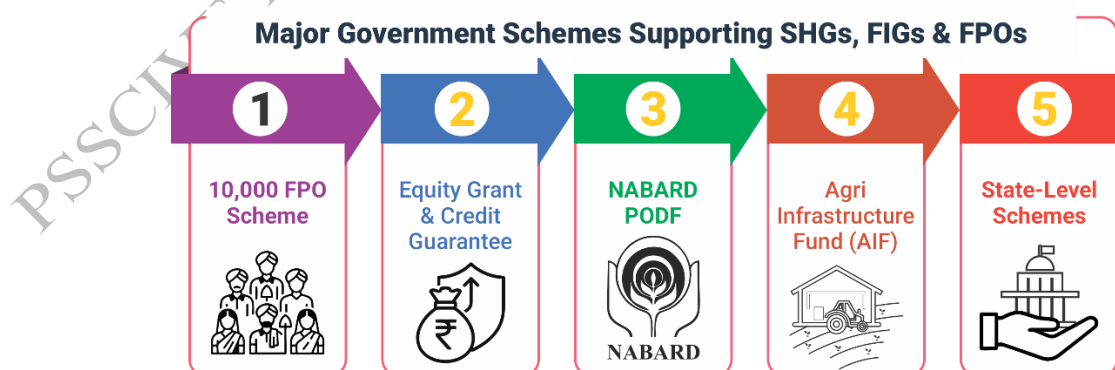 Major Government Schemes Supporting SHGs, FIGs & FPOs
1
2
3
4
5
10,000 FPO
Scheme
Equity Grant
& Credit
Guarantee
₹
NABARD
PODF
NABARD
Agri
Infrastructure
Fund (AIF)
State-Level
Schemes
PSSCIV